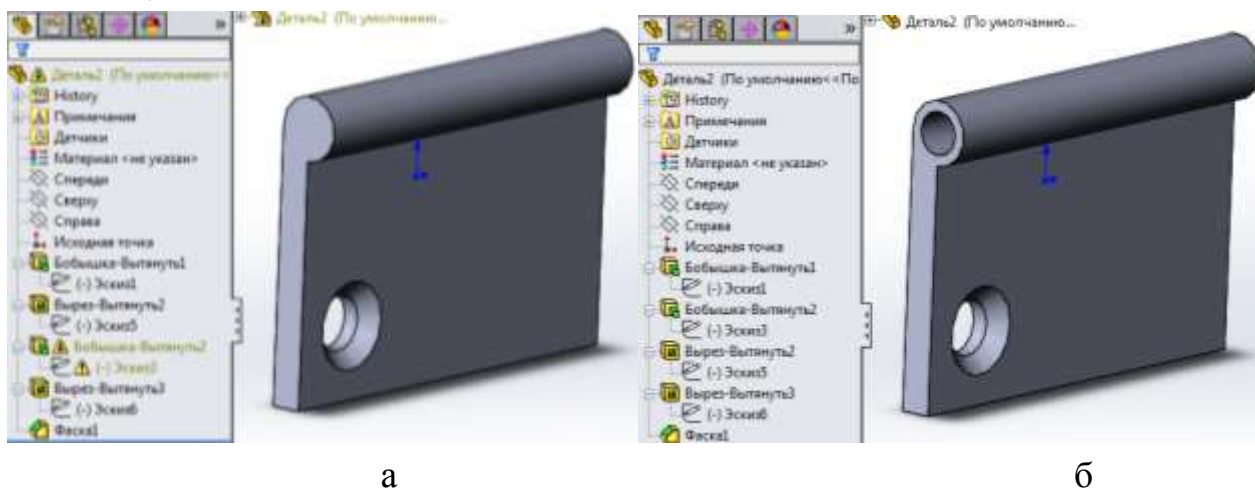 Деталь2 (По умолчанию...
Деталь2 (По умолчанию<<
History
Примечания
Датчики
Материал <не указан>
Спереди
Сверху
Справа
Исходная точка
Бобышка-Вытянуть1
(-) Эскиз1
Вырез-Вытянуть2
(-) Эскиз5
Бобышка-Вытянуть2
(-) Эскиз3
Вырез-Вытянуть3
(-) Эскиз6
Фаска1
а
Деталь2 (По умолчанию...
Деталь2 (По умолчанию<<По
History
Примечания
Датчики
Материал <не указан>
Спереди
Сверху
Справа
Исходная точка
Бобышка-Вытянуть1
(-) Эскиз1
Бобышка-Вытянуть2
(-) Эскиз3
Вырез-Вытянуть2
(-) Эскиз5
Вырез-Вытянуть3
(-) Эскиз6
Фаска1
б